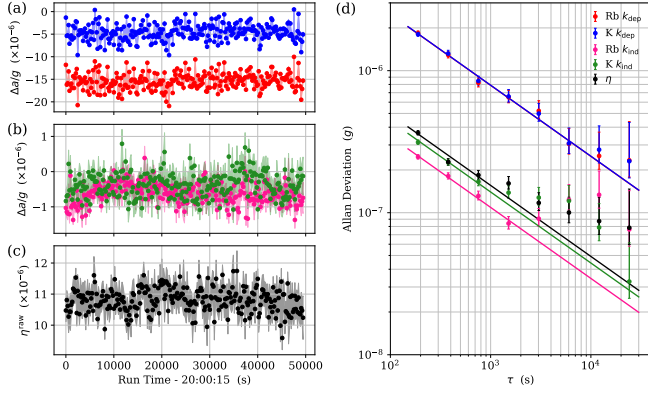 (a)
0
−5
−10
−15
−20
Δa/g (×10⁻⁶)
(b)
1
0
−1
Δa/g (×10⁻⁶)
(c)
12
11
10
η^raw (×10⁻⁶)
0 10000 20000 30000 40000 50000
Run Time - 20:00:15 (s)
(d)
Rb k_dep
K k_dep
Rb k_ind
K k_ind
η
10⁻⁶
10⁻⁷
10⁻⁸
Allan Deviation (g)
10² 10³ 10⁴
τ (s)